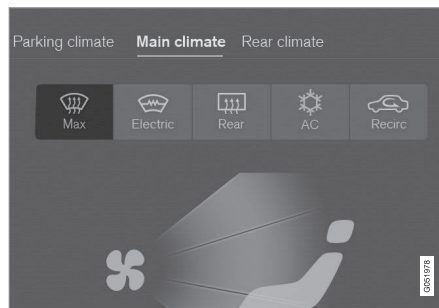 Parking climate Main climate Rear climate
Max Electric Rear AC Recirc
G051978